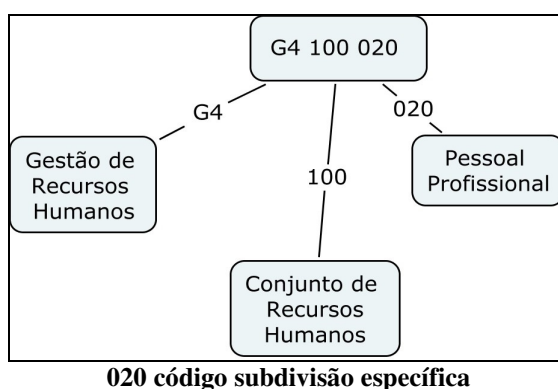 G4 100 020
G4
020
100
Gestão de
Recursos
Humanos
Pessoal
Profissional
Conjunto de
Recursos
Humanos
020 código subdivisão específica